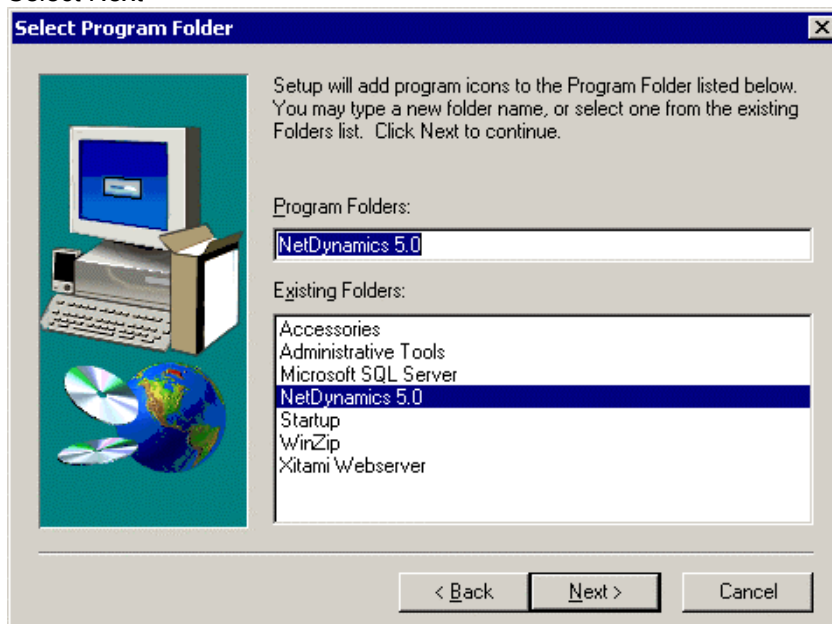 Select Next
Select Program Folder
Setup will add program icons to the Program Folder listed below.
You may type a new folder name, or select one from the existing
Folders list.  Click Next to continue.
Program Folders:
NetDynamics 5.0
Existing Folders:
Accessories
Administrative Tools
Microsoft SQL Server
NetDynamics 5.0
Startup
WinZip
Xitami Webserver
< Back
Next >
Cancel